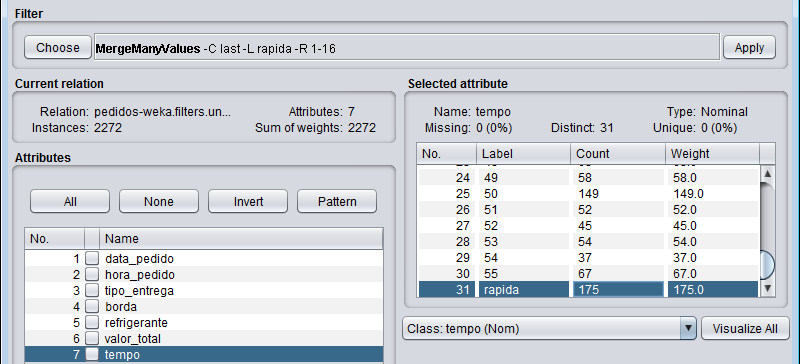 Filter
Choose MergeManyValues -C last -L rapida -R 1-16 Apply
Current relation
Relation: pedidos-weka.filters.un... Attributes: 7
Instances: 2272 Sum of weights: 2272
Selected attribute
Name: tempo Type: Nominal
Missing: 0 (0%) Distinct: 31 Unique: 0 (0%)
No. Label Count Weight
24 49 58 58.0
25 50 149 149.0
26 51 52 52.0
27 52 45 45.0
28 53 54 54.0
29 54 37 37.0
30 55 67 67.0
31 rapida 175 175.0
Attributes
All None Invert Pattern
No. Name
1 data_pedido
2 hora_pedido
3 tipo_entrega
4 borda
5 refrigerante
6 valor_total
7 tempo
Class: tempo (Nom) Visualize All